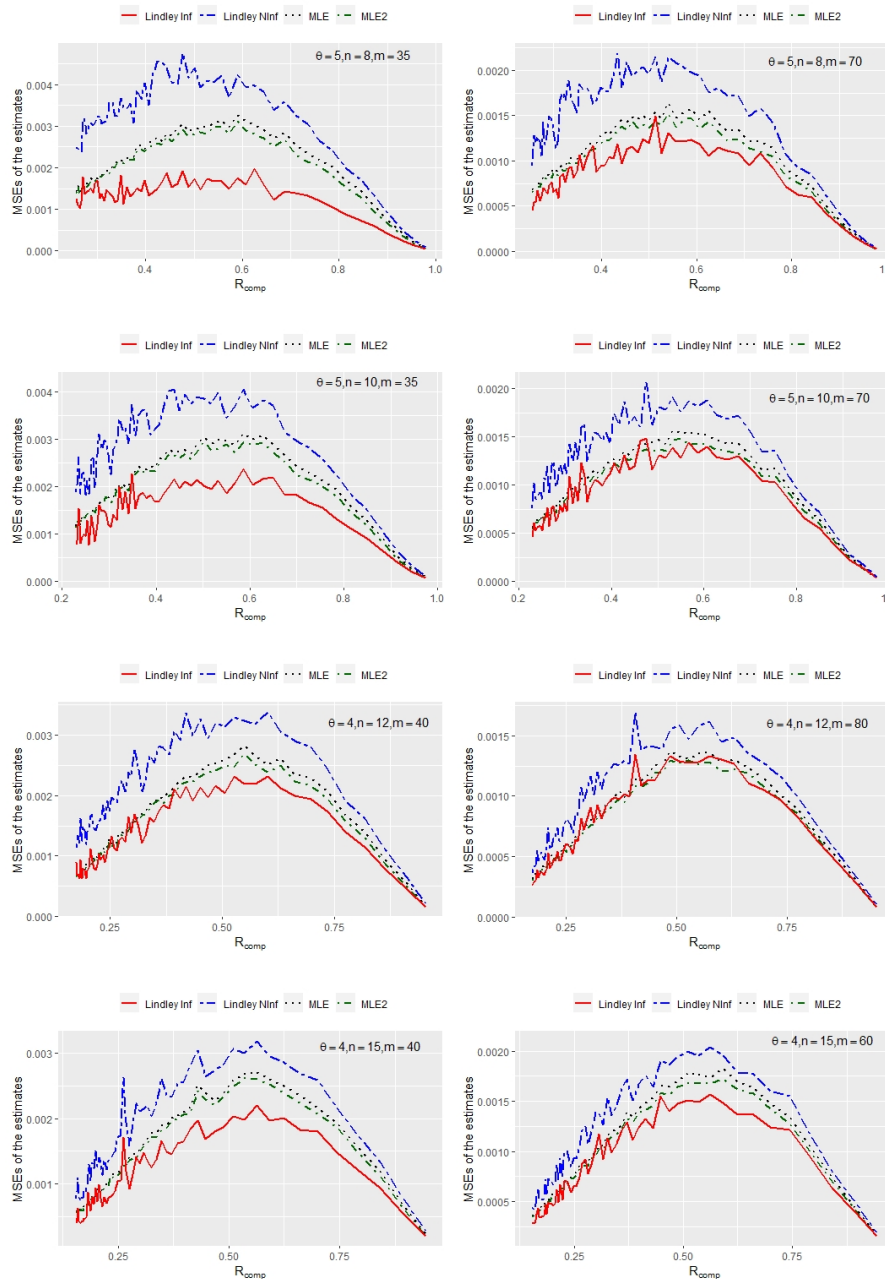 Lindley Inf Lindley NInf MLE MLE2
θ = 5,n = 8,m = 35
MSEs of the estimates
0.004
0.003
0.002
0.001
0.000
0.4 0.6 0.8 1.0
Rcomp
Lindley Inf Lindley NInf MLE MLE2
θ = 5,n = 8,m = 70
MSEs of the estimates
0.0020
0.0015
0.0010
0.0005
0.0000
0.4 0.6 0.8 1.0
Rcomp
Lindley Inf Lindley NInf MLE MLE2
θ = 5,n = 10,m = 35
MSEs of the estimates
0.004
0.003
0.002
0.001
0.000
0.2 0.4 0.6 0.8 1.0
Rcomp
Lindley Inf Lindley NInf MLE MLE2
θ = 5,n = 10,m = 70
MSEs of the estimates
0.0020
0.0015
0.0010
0.0005
0.0000
0.2 0.4 0.6 0.8
Rcomp
Lindley Inf Lindley NInf MLE MLE2
θ = 4,n = 12,m = 40
MSEs of the estimates
0.003
0.002
0.001
0.000
0.25 0.50 0.75
Rcomp
Lindley Inf Lindley NInf MLE MLE2
θ = 4,n = 12,m = 80
MSEs of the estimates
0.0015
0.0010
0.0005
0.0000
0.25 0.50 0.75
Rcomp
Lindley Inf Lindley NInf MLE MLE2
θ = 4,n = 15,m = 40
MSEs of the estimates
0.003
0.002
0.001
0.25 0.50 0.75
Rcomp
Lindley Inf Lindley NInf MLE MLE2
θ = 4,n = 15,m = 60
MSEs of the estimates
0.0020
0.0015
0.0010
0.0005
0.25 0.50 0.75
Rcomp